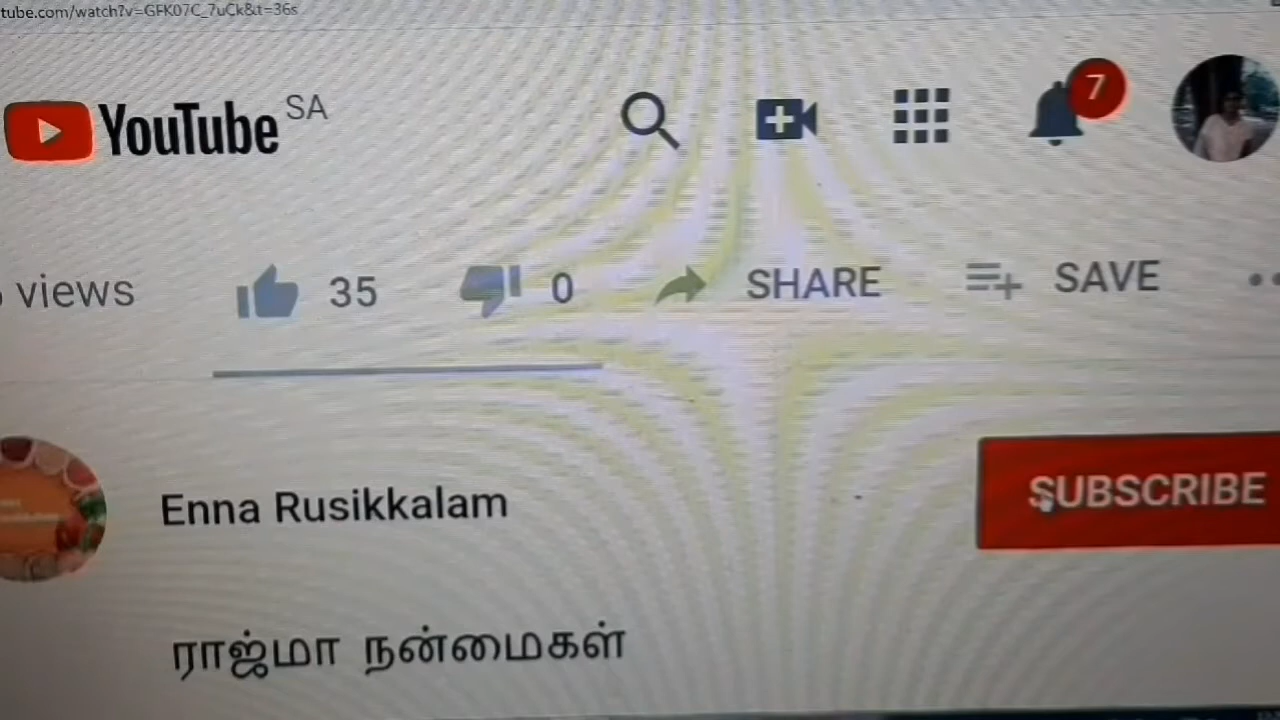 tube.com/watch?v=GFK07C_7uCk&t=36s
YouTube SA
7
views 35 0 SHARE SAVE
Enna Rusikkalam
SUBSCRIBE
ராஜ்மா நன்மைகள்